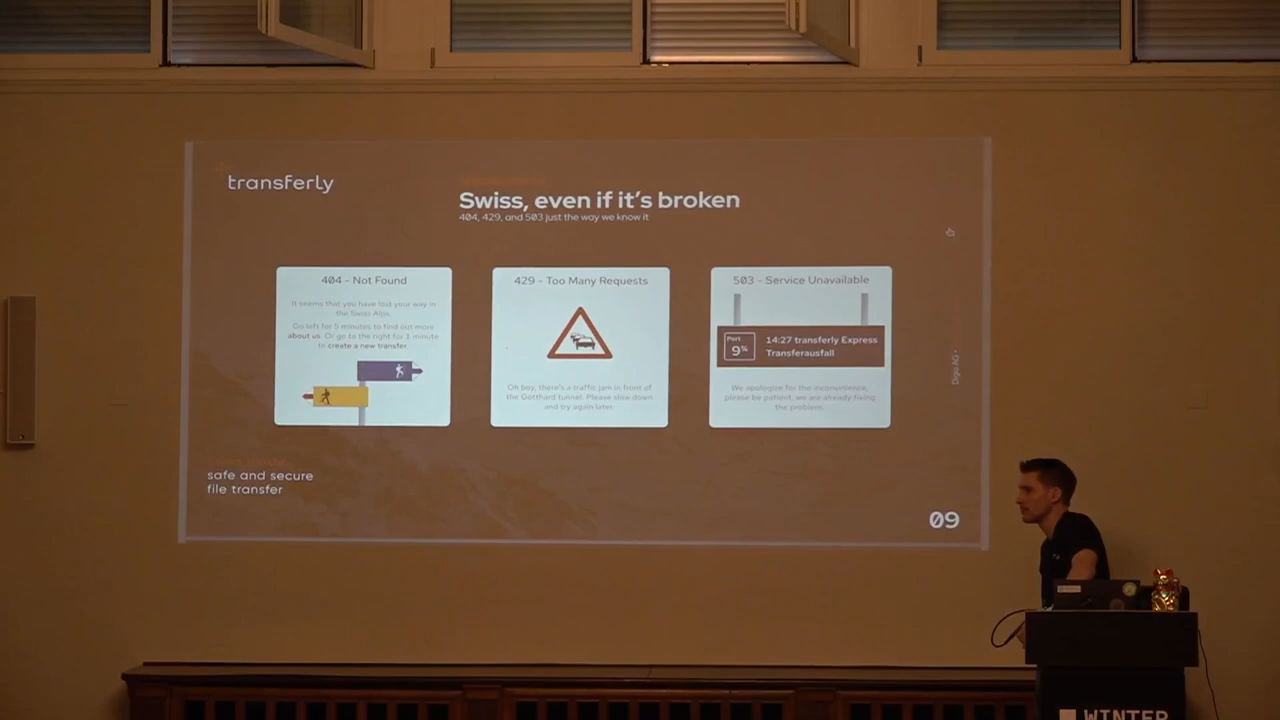 transferly
Swiss, even if it's broken
404, 429, and 503 just the way we know it
404 - Not Found
It seems that you have lost your way in
the Swiss Alps.
Go left for 5 minutes to find out more
about us. Or go to the right for 1 minute
to create a new transfer.
429 - Too Many Requests
Oh boy, there's a traffic jam in front of
the Gotthard tunnel. Please slow down
and try again later.
503 - Service Unavailable
Port
9¾
14:27 transferly Express
Transferausfall
We apologize for the inconvenience,
please be patient, we are already fixing
the problem.
Digio AG
safe and secure
file transfer
09
WINTER